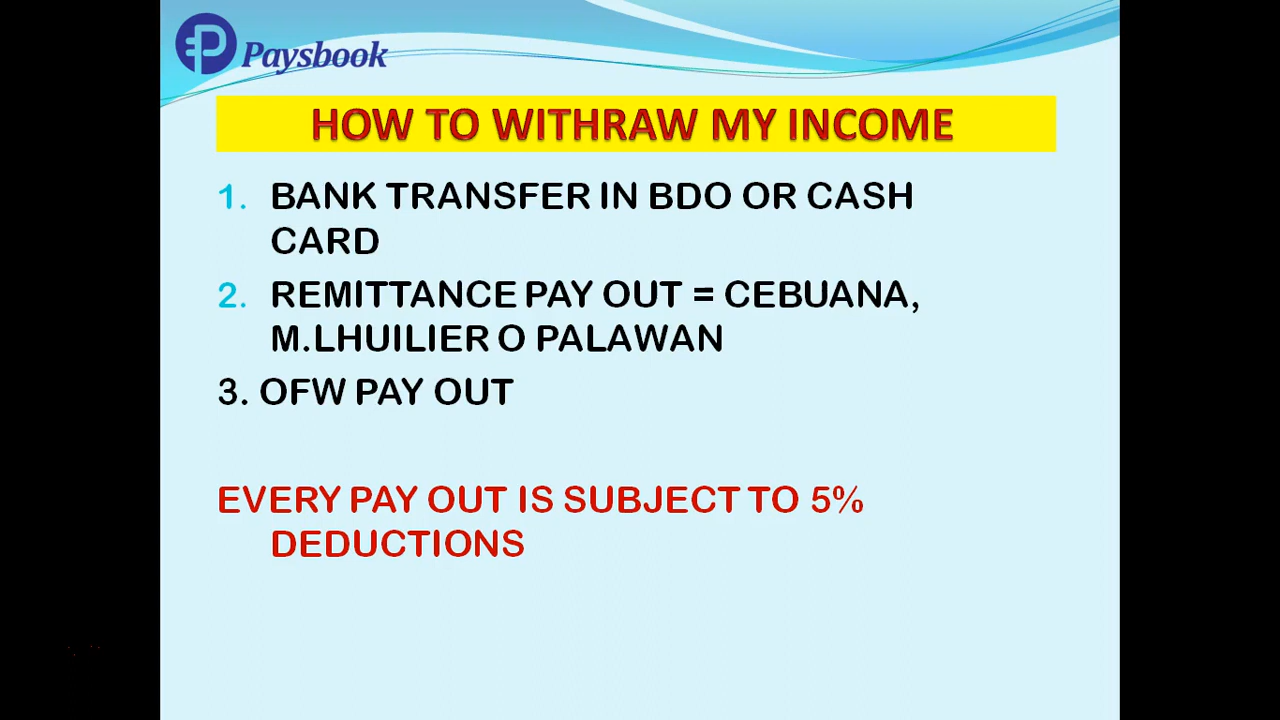 Paysbook
HOW TO WITHRAW MY INCOME
1. BANK TRANSFER IN BDO OR CASH
CARD
2. REMITTANCE PAY OUT = CEBUANA,
M.LHUILIER O PALAWAN
3. OFW PAY OUT
EVERY PAY OUT IS SUBJECT TO 5%
DEDUCTIONS